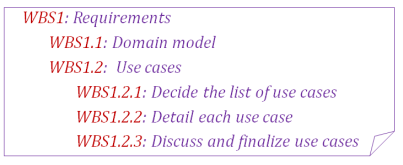 WBS1: Requirements
WBS1.1: Domain model
WBS1.2: Use cases
WBS1.2.1: Decide the list of use cases
WBS1.2.2: Detail each use case
WBS1.2.3: Discuss and finalize use cases